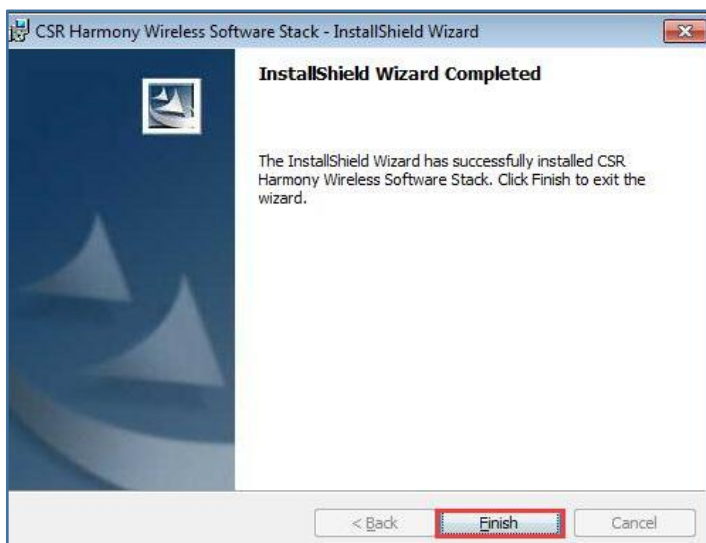 CSR Harmony Wireless Software Stack - InstallShield Wizard
InstallShield Wizard Completed
The InstallShield Wizard has successfully installed CSR
Harmony Wireless Software Stack. Click Finish to exit the
wizard.
< Back Finish Cancel